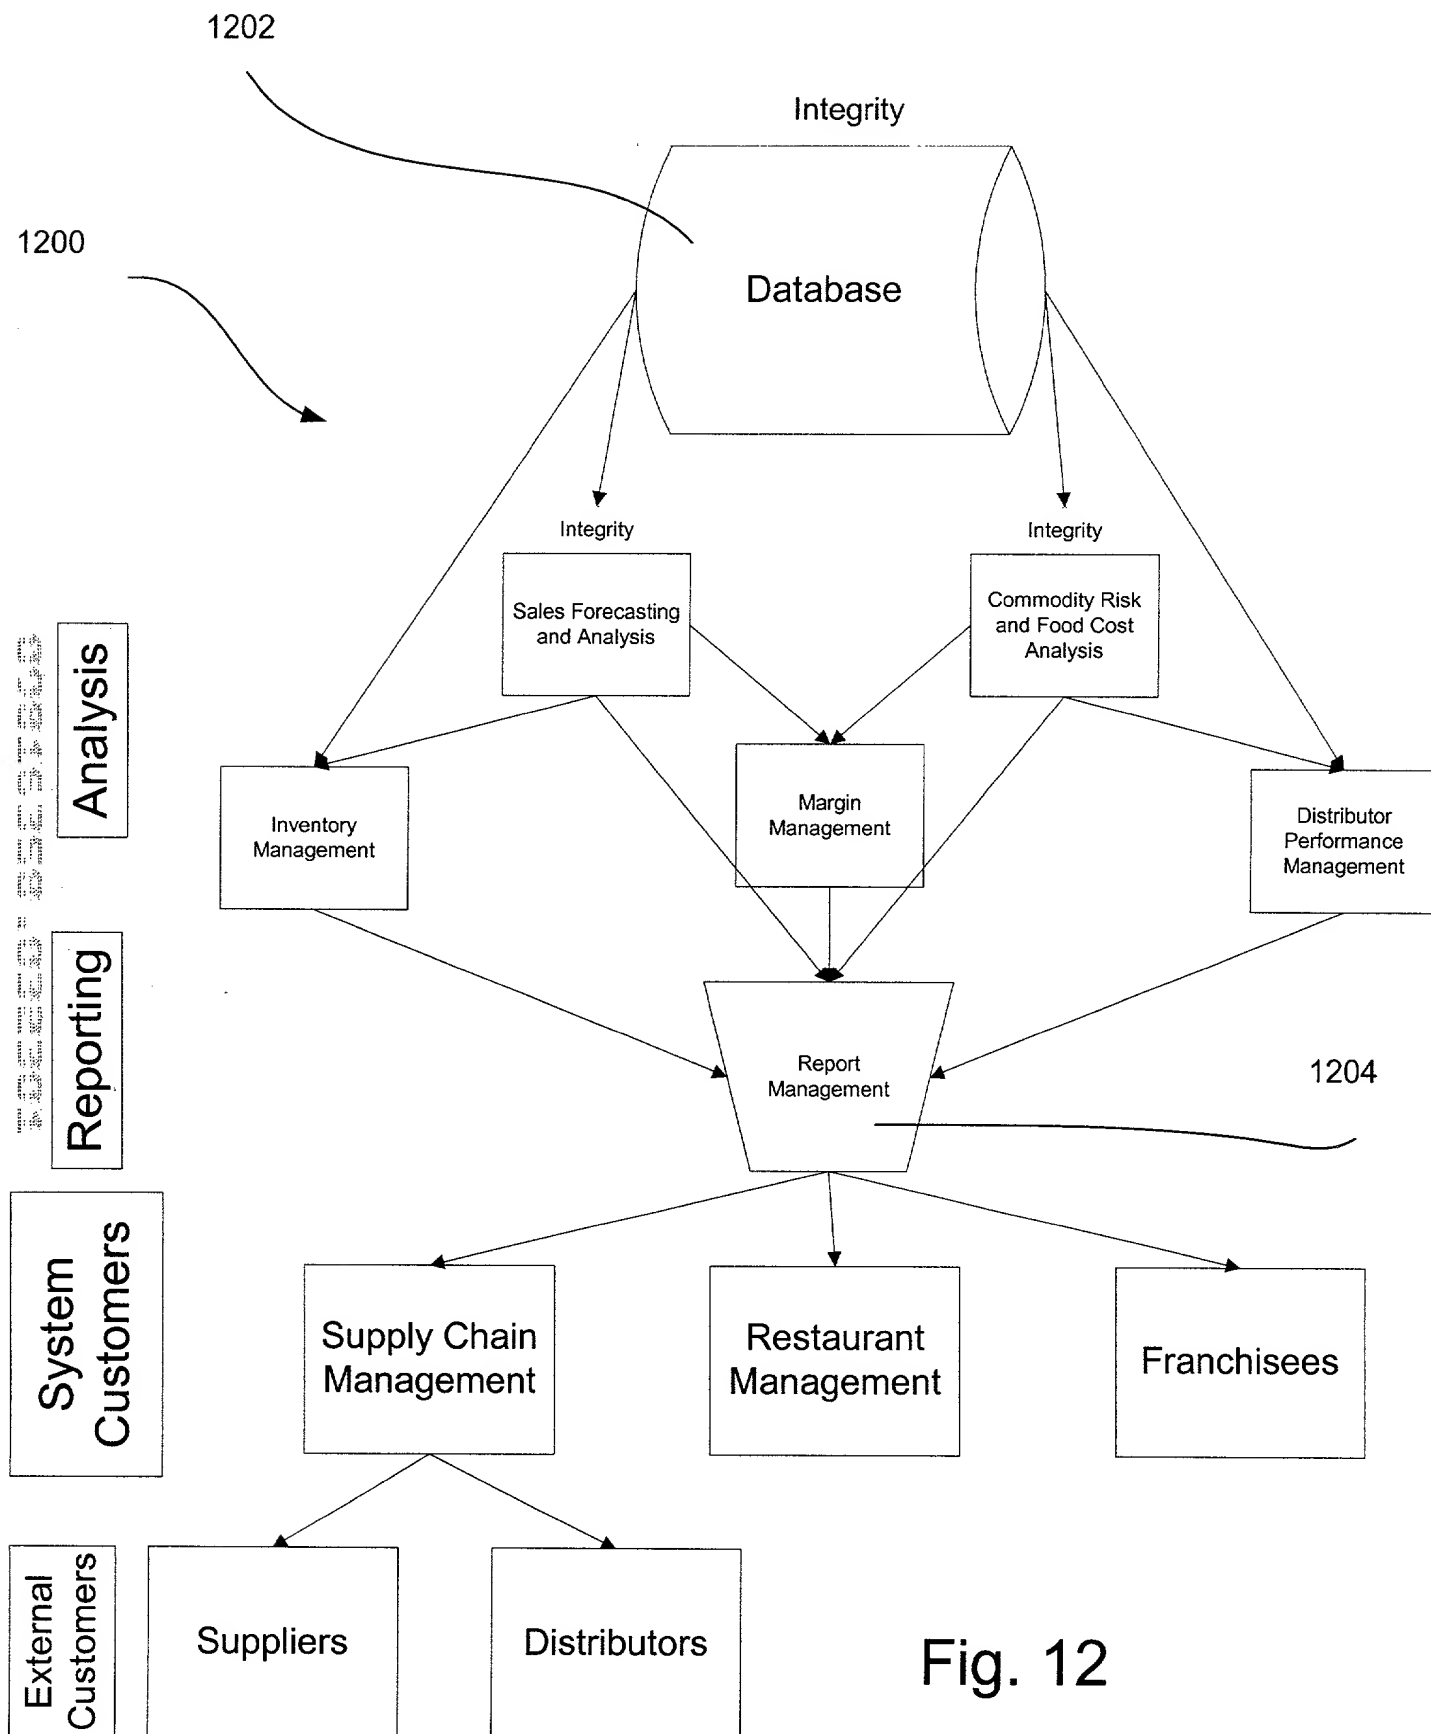 1202
Integrity
1200
Database
Integrity
Integrity
Sales Forecasting
and Analysis
Commodity Risk
and Food Cost
Analysis
Analysis
Inventory
Management
Margin
Management
Distributor
Performance
Management
Reporting
Report
Management
1204
System
Customers
Supply Chain
Management
Restaurant
Management
Franchisees
External
Customers
Suppliers
Distributors
Fig. 12